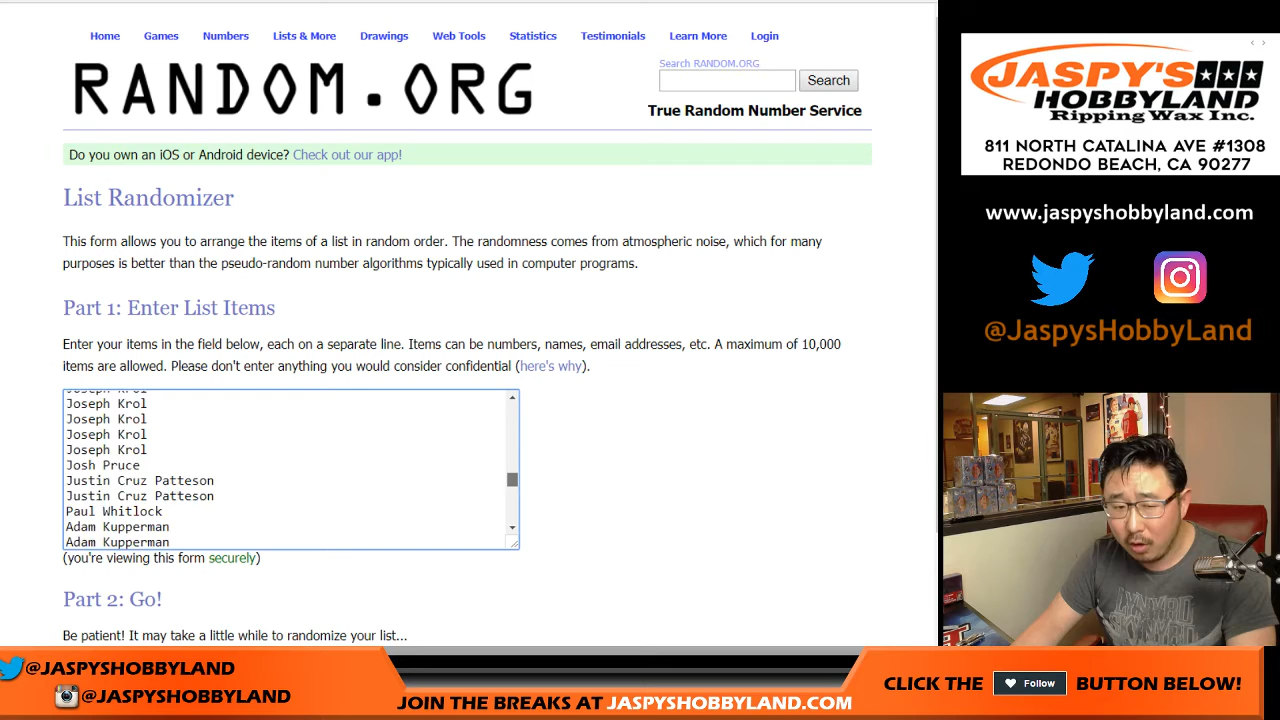 Home Games Numbers Lists & More Drawings Web Tools Statistics Testimonials Learn More Login
RANDOM.ORG
Search RANDOM.ORG
Search
True Random Number Service
Do you own an iOS or Android device? Check out our app!
List Randomizer
This form allows you to arrange the items of a list in random order. The randomness comes from atmospheric noise, which for many
purposes is better than the pseudo-random number algorithms typically used in computer programs.
Part 1: Enter List Items
Enter your items in the field below, each on a separate line. Items can be numbers, names, email addresses, etc. A maximum of 10,000
items are allowed. Please don't enter anything you would consider confidential (here's why).
Joseph Krol
Joseph Krol
Joseph Krol
Joseph Krol
Joseph Krol
Josh Pruce
Justin Cruz Patteson
Justin Cruz Patteson
Paul Whitlock
Adam Kupperman
Adam Kupperman
(you're viewing this form securely)
Part 2: Go!
Be patient! It may take a little while to randomize your list...
JASPY'S
HOBBYLAND
Ripping Wax Inc.
811 NORTH CATALINA AVE #1308
REDONDO BEACH, CA 90277
www.jaspyshobbyland.com
@JaspysHobbyLand
@JASPYSHOBBYLAND
@JASPYSHOBBYLAND
JOIN THE BREAKS AT JASPYSHOBBYLAND.COM
CLICK THE Follow BUTTON BELOW!